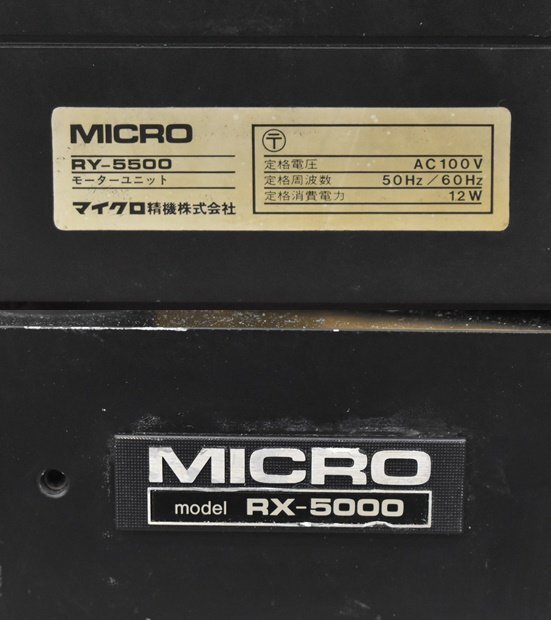 MICRO
RY-5500
モーターユニット
マイクロ精機株式会社
〒
定格電圧 AC100V
定格周波数 50Hz/60Hz
定格消費電力 12W
MICRO
model RX-5000